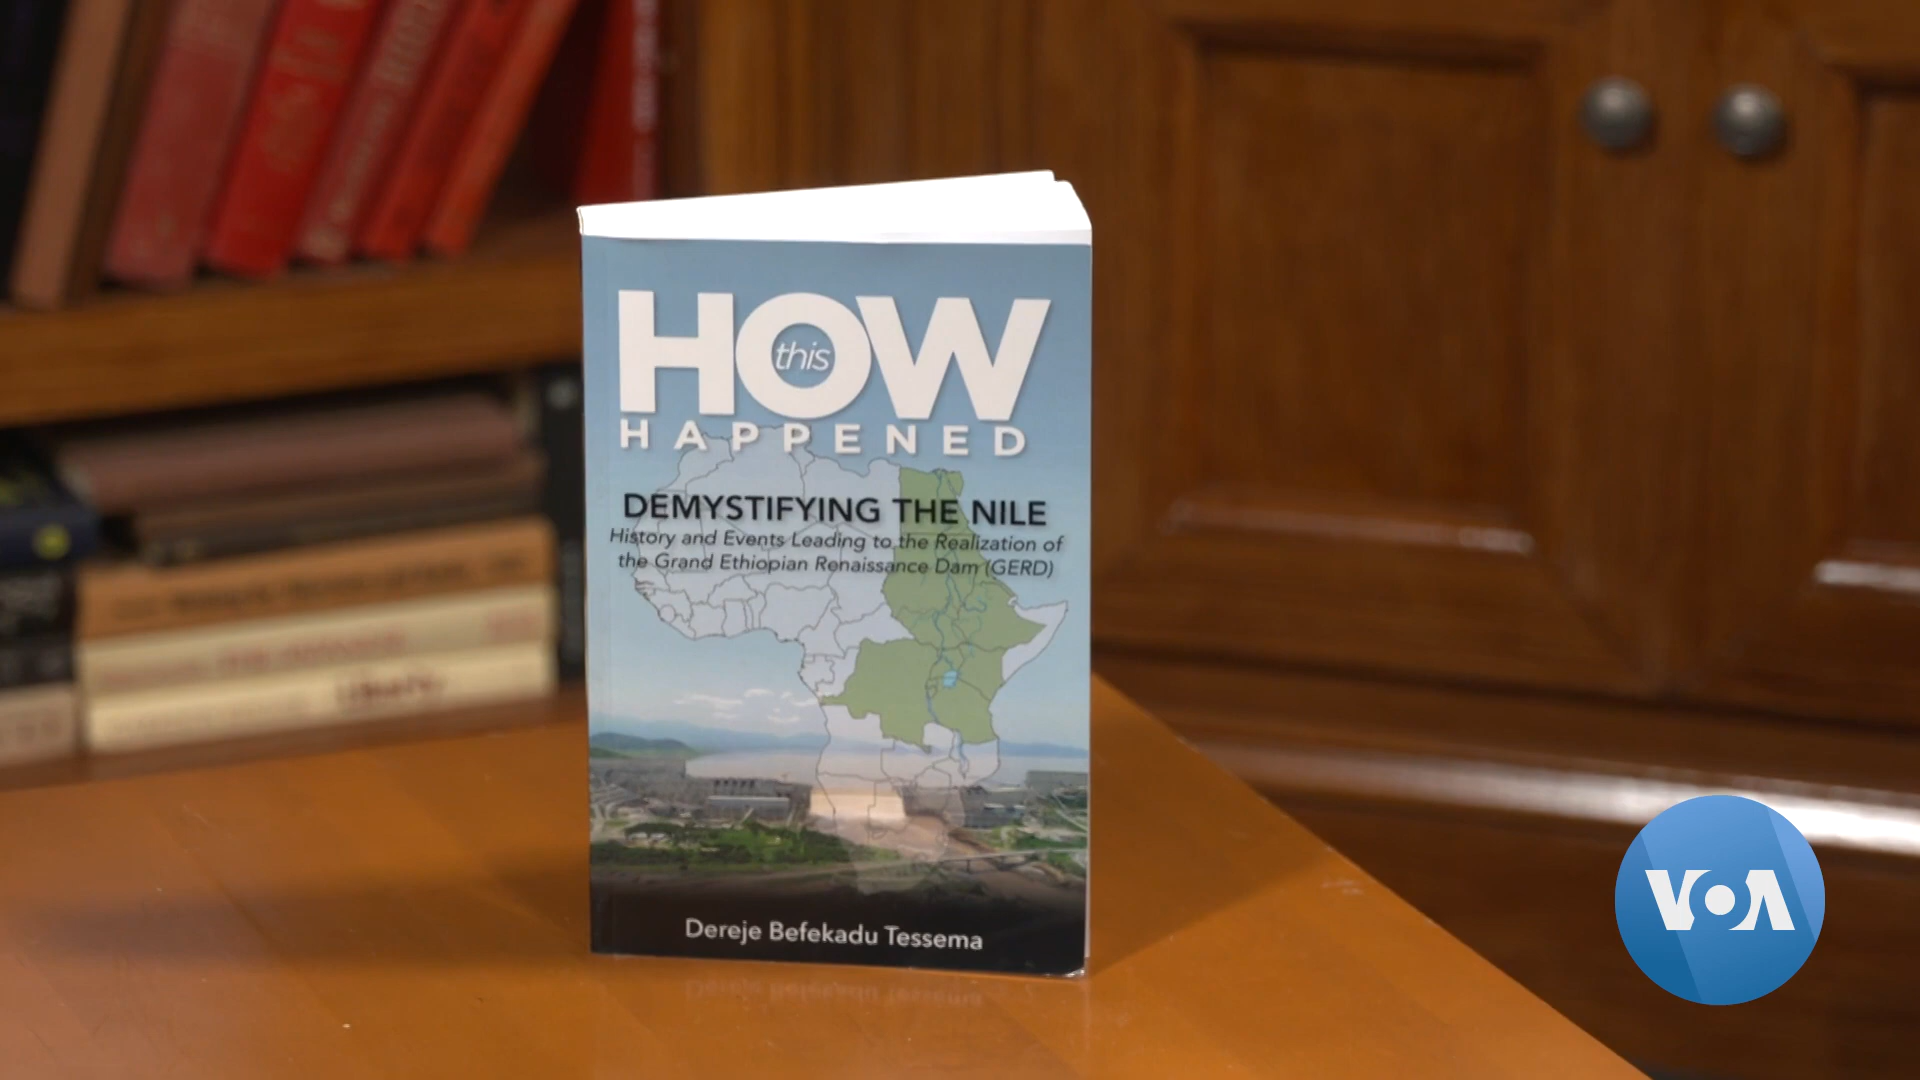 HOW
this
HAPPENED
DEMYSTIFYING THE NILE
History and Events Leading to the Realization of
the Grand Ethiopian Renaissance Dam (GERD)
Dereje Befekadu Tessema
VOA